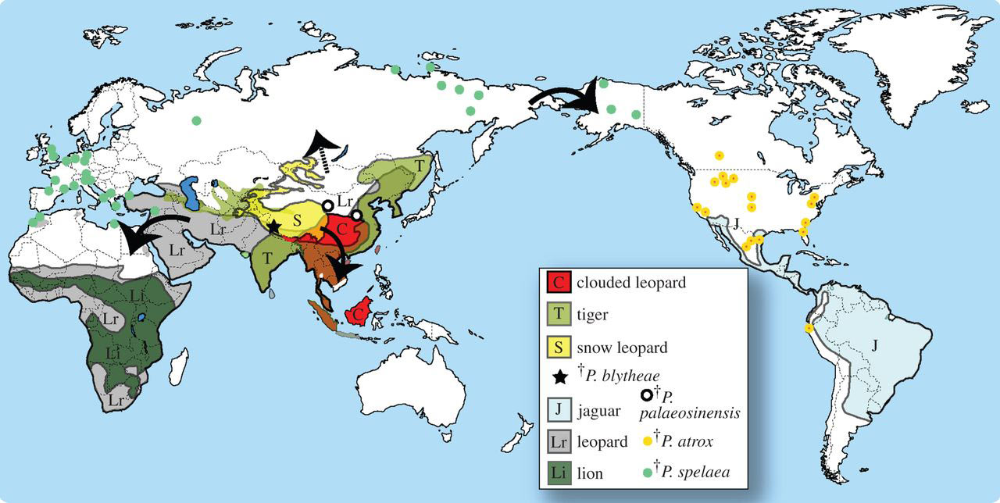 T
Lr
S
C
Lr
J
Lr
T
Li
C
Lr
J
Li
Lr
C clouded leopard
T tiger
S snow leopard
†P. blytheae
J jaguar
†P.
palaeosinensis
Lr leopard
†P. atrox
Li lion
†P. spelaea